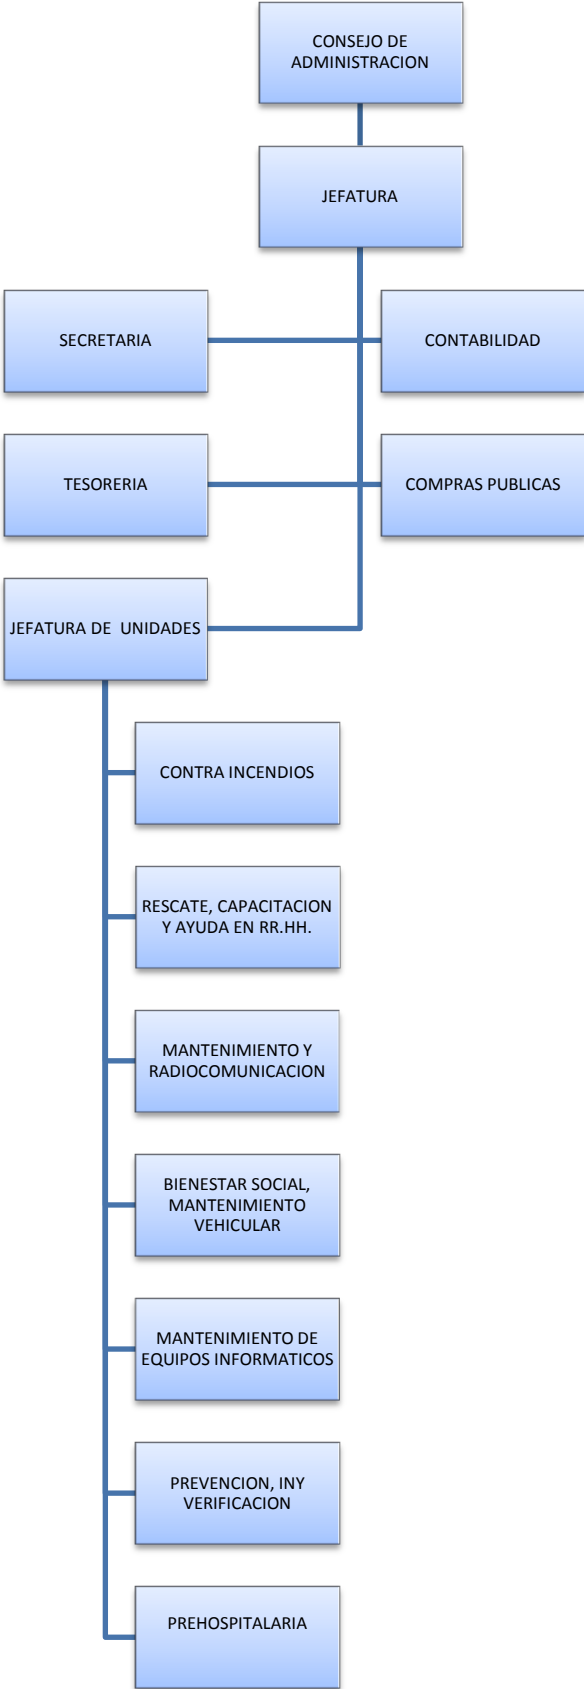 CONSEJO DE
ADMINISTRACION
JEFATURA
SECRETARIA
CONTABILIDAD
TESORERIA
COMPRAS PUBLICAS
JEFATURA DE  UNIDADES
CONTRA INCENDIOS
RESCATE, CAPACITACION
Y AYUDA EN RR.HH.
MANTENIMIENTO Y
RADIOCOMUNICACION
BIENESTAR SOCIAL,
MANTENIMIENTO
VEHICULAR
MANTENIMIENTO DE
EQUIPOS INFORMATICOS
PREVENCION, INY
VERIFICACION
PREHOSPITALARIA